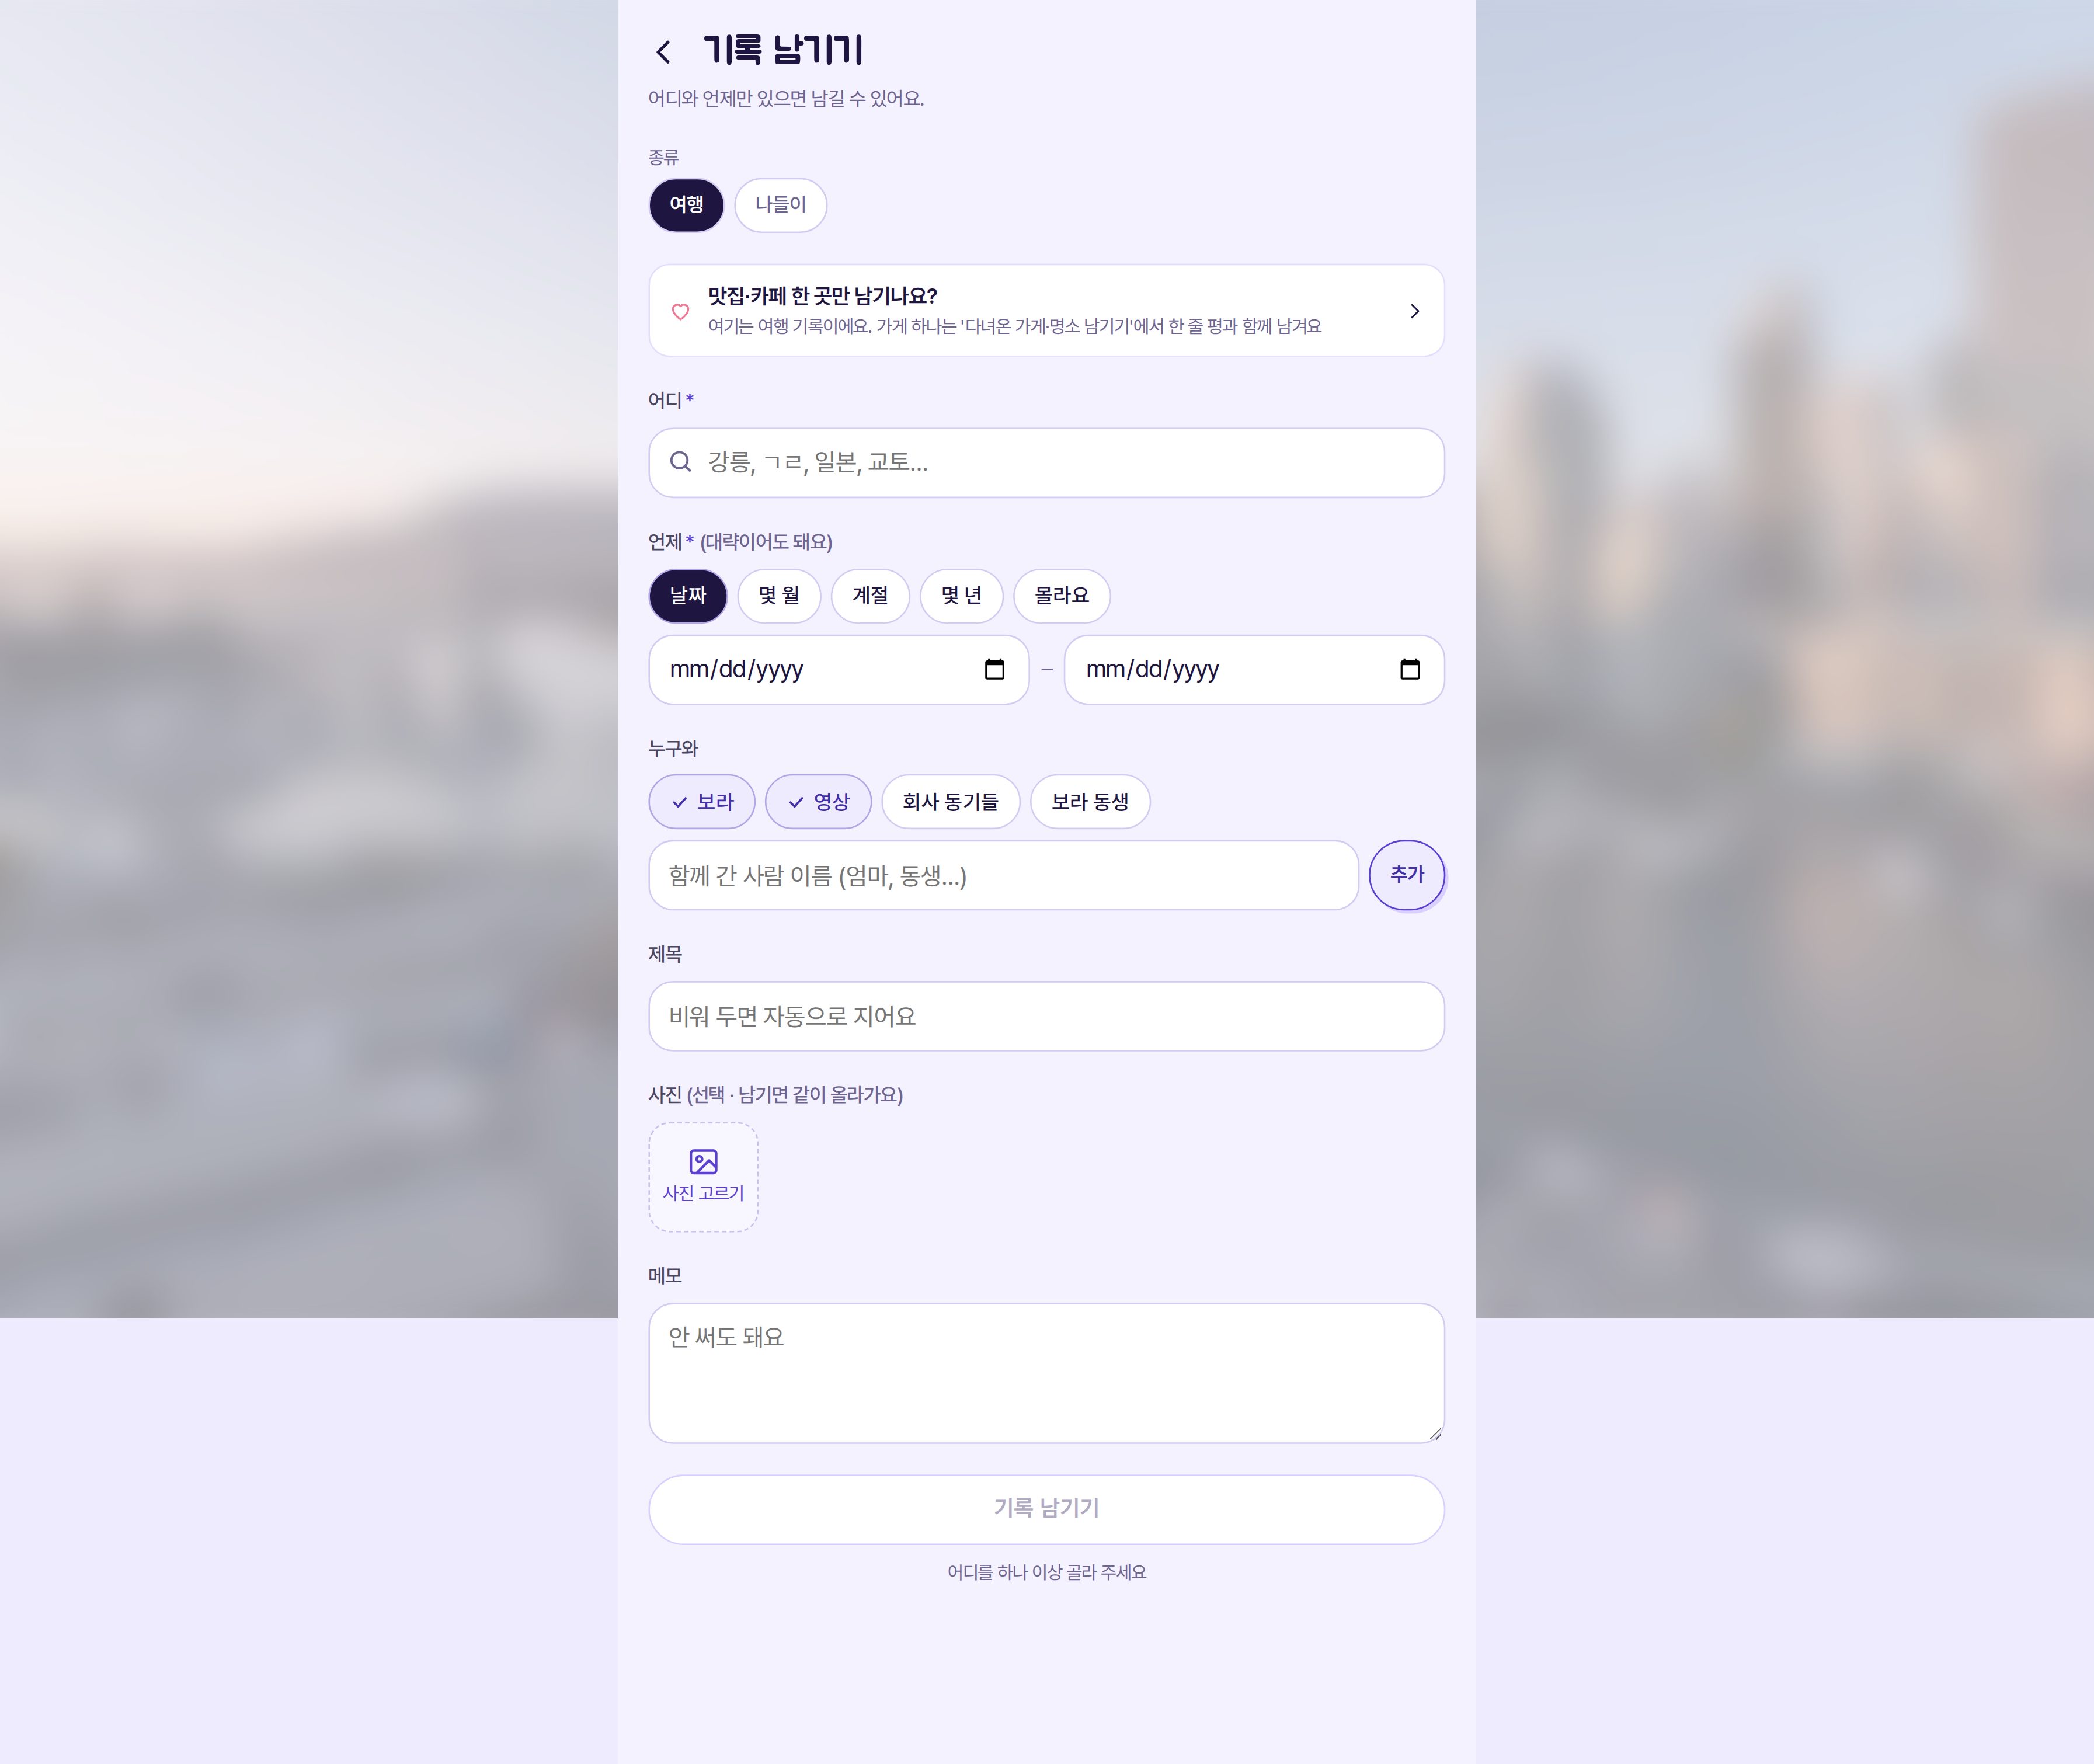 기록 남기기
어디와 언제만 있으면 남길 수 있어요.
종류
여행 나들이
맛집·카페 한 곳만 남기나요?
여기는 여행 기록이에요. 가게 하나는 '다녀온 가게·명소 남기기'에서 한 줄 평과 함께 남겨요
어디 *
강릉, ㄱㄹ, 일본, 교토...
언제 * (대략이어도 돼요)
날짜 몇 월 계절 몇 년 몰라요
mm/dd/yyyy – mm/dd/yyyy
누구와
보라 영상 회사 동기들 보라 동생
함께 간 사람 이름 (엄마, 동생...) 추가
제목
비워 두면 자동으로 지어요
사진 (선택 · 남기면 같이 올라가요)
사진 고르기
메모
안 써도 돼요
기록 남기기
어디를 하나 이상 골라 주세요